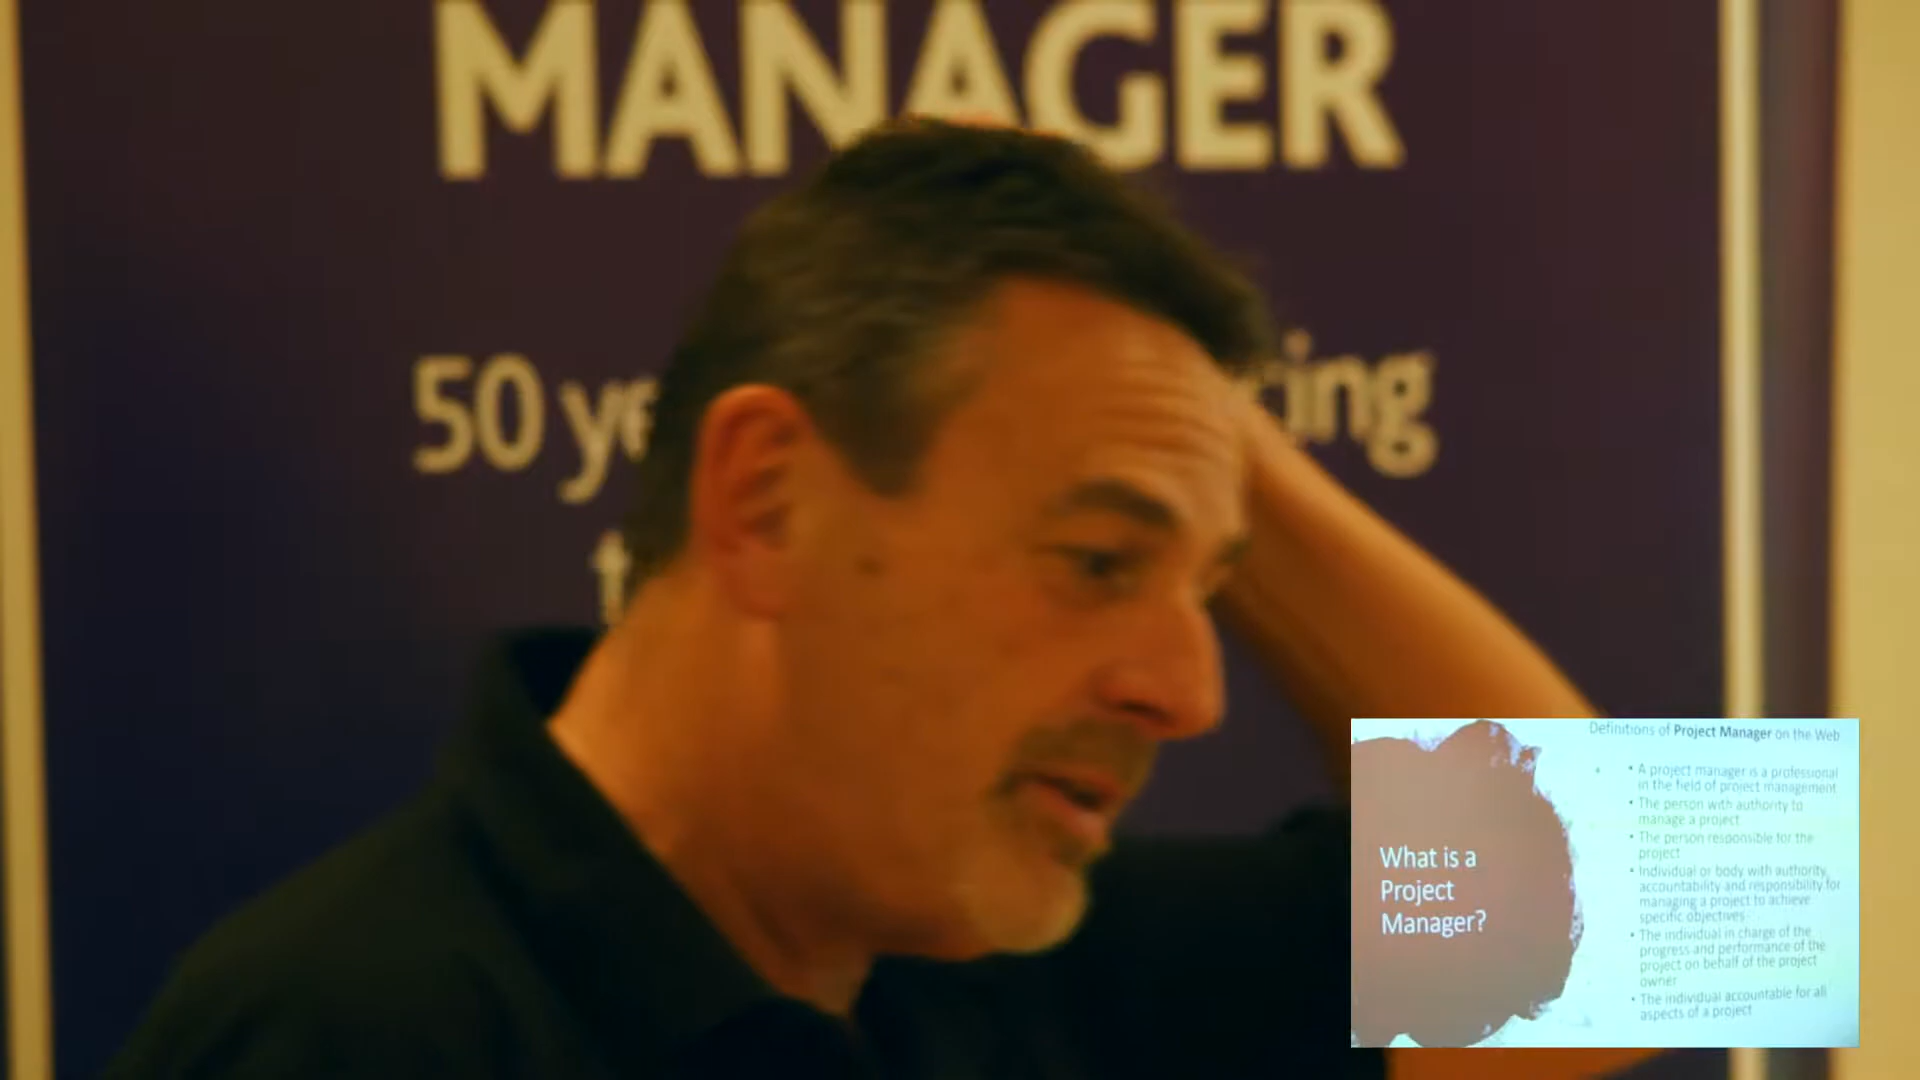 MANAGER
50
Definitions of Project Manager on the Web
What is a
Project
Manager?
• A project manager is a professional
in the field of project management
• The person with authority to
manage a project
• The person responsible for the
project
• Individual or body with authority,
accountability and responsibility for
managing a project to achieve
specific objectives
• The individual in charge of the
progress and performance of the
project on behalf of the project
owner
• The individual accountable for all
aspects of a project